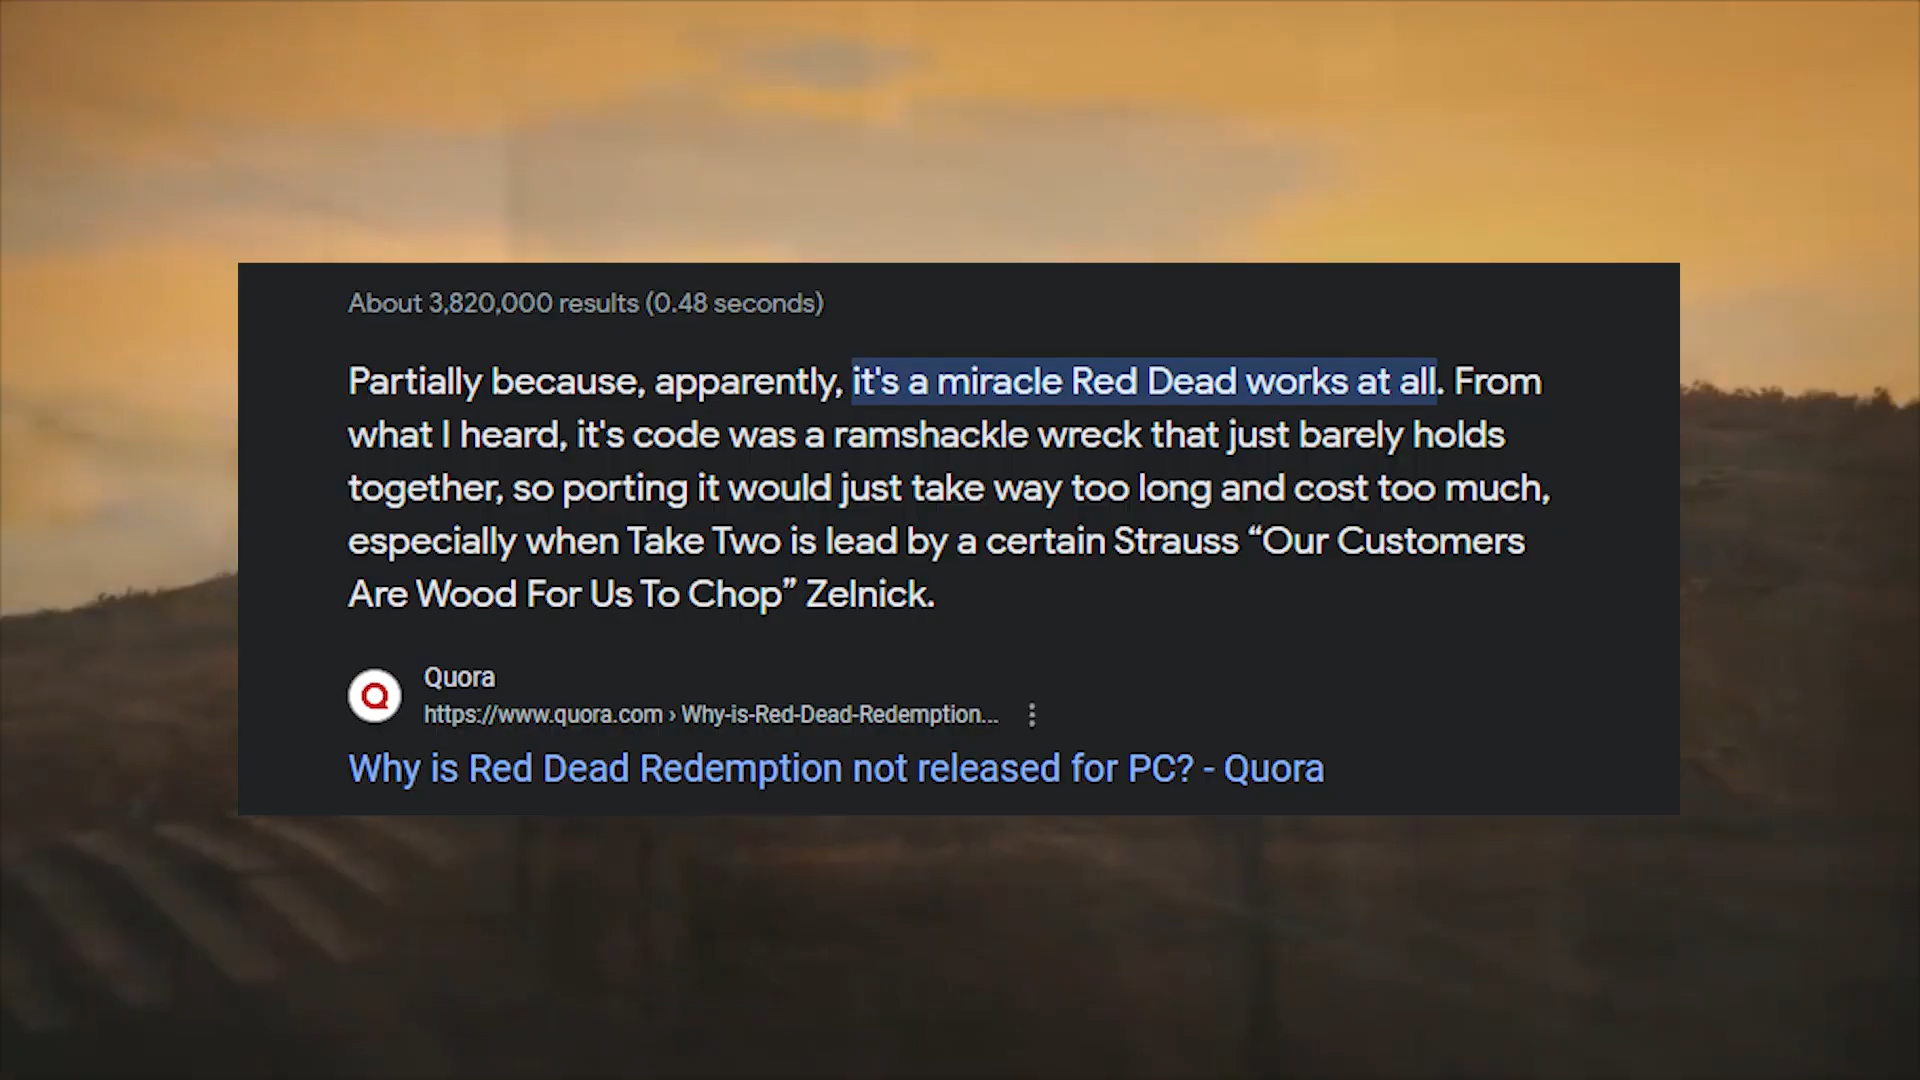 About 3,820,000 results (0.48 seconds)
Partially because, apparently, it's a miracle Red Dead works at all. From
what I heard, it's code was a ramshackle wreck that just barely holds
together, so porting it would just take way too long and cost too much,
especially when Take Two is lead by a certain Strauss “Our Customers
Are Wood For Us To Chop” Zelnick.
Quora
https://www.quora.com › Why-is-Red-Dead-Redemption...
Why is Red Dead Redemption not released for PC? - Quora